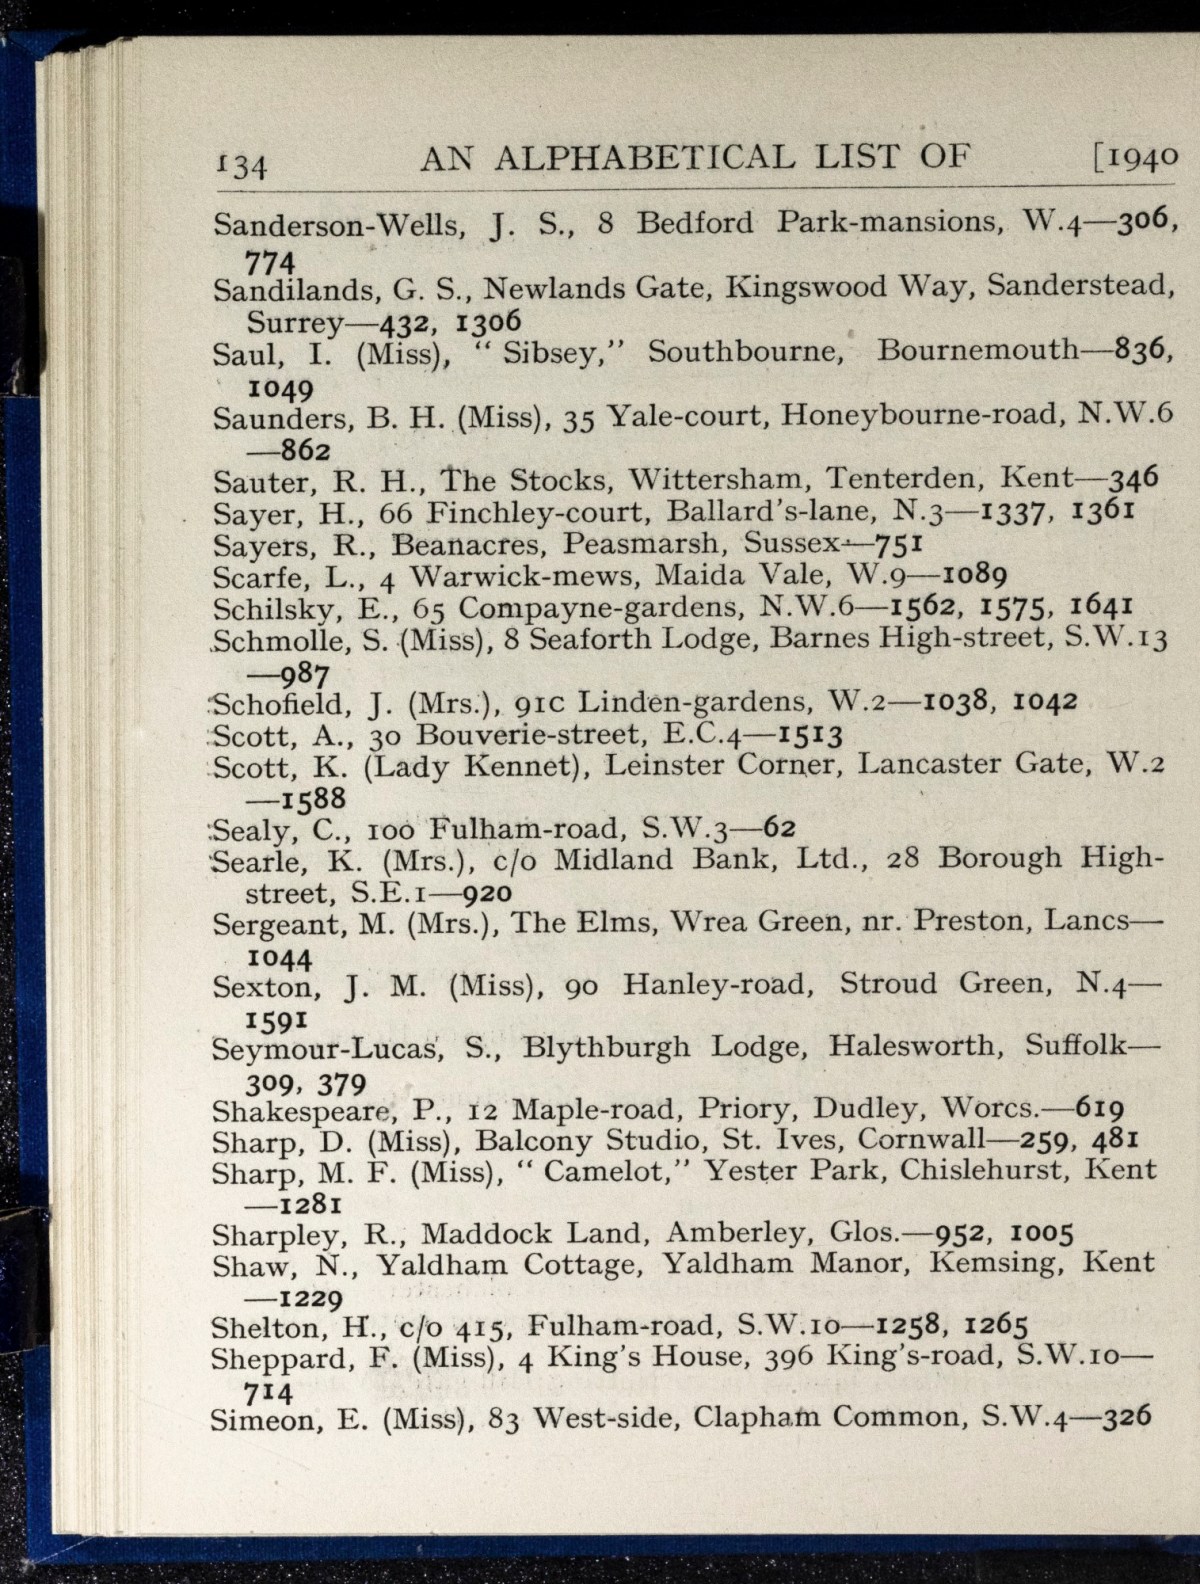 134 AN ALPHABETICAL LIST OF [1940
Sanderson-Wells, J. S., 8 Bedford Park-mansions, W.4—306,
774
Sandilands, G. S., Newlands Gate, Kingswood Way, Sanderstead,
Surrey—432, 1306
Saul, I. (Miss), “ Sibsey,” Southbourne, Bournemouth—836,
1049
Saunders, B. H. (Miss), 35 Yale-court, Honeybourne-road, N.W.6
—862
Sauter, R. H., The Stocks, Wittersham, Tenterden, Kent—346
Sayer, H., 66 Finchley-court, Ballard’s-lane, N.3—1337, 1361
Sayers, R., Beanacres, Peasmarsh, Sussex—751
Scarfe, L., 4 Warwick-mews, Maida Vale, W.9—1089
Schilsky, E., 65 Compayne-gardens, N.W.6—1562, 1575, 1641
Schmolle, S. (Miss), 8 Seaforth Lodge, Barnes High-street, S.W.13
—987
Schofield, J. (Mrs.), 91C Linden-gardens, W.2—1038, 1042
Scott, A., 30 Bouverie-street, E.C.4—1513
Scott, K. (Lady Kennet), Leinster Corner, Lancaster Gate, W.2
—1588
Sealy, C., 100 Fulham-road, S.W.3—62
Searle, K. (Mrs.), c/o Midland Bank, Ltd., 28 Borough High-
street, S.E.1—920
Sergeant, M. (Mrs.), The Elms, Wrea Green, nr. Preston, Lancs—
1044
Sexton, J. M. (Miss), 90 Hanley-road, Stroud Green, N.4—
1591
Seymour-Lucas, S., Blythburgh Lodge, Halesworth, Suffolk—
309, 379
Shakespeare, P., 12 Maple-road, Priory, Dudley, Worcs.—619
Sharp, D. (Miss), Balcony Studio, St. Ives, Cornwall—259, 481
Sharp, M. F. (Miss), “ Camelot,” Yester Park, Chislehurst, Kent
—1281
Sharpley, R., Maddock Land, Amberley, Glos.—952, 1005
Shaw, N., Yaldham Cottage, Yaldham Manor, Kemsing, Kent
—1229
Shelton, H., c/o 415, Fulham-road, S.W.10—1258, 1265
Sheppard, F. (Miss), 4 King’s House, 396 King’s-road, S.W.10—
714
Simeon, E. (Miss), 83 West-side, Clapham Common, S.W.4—326